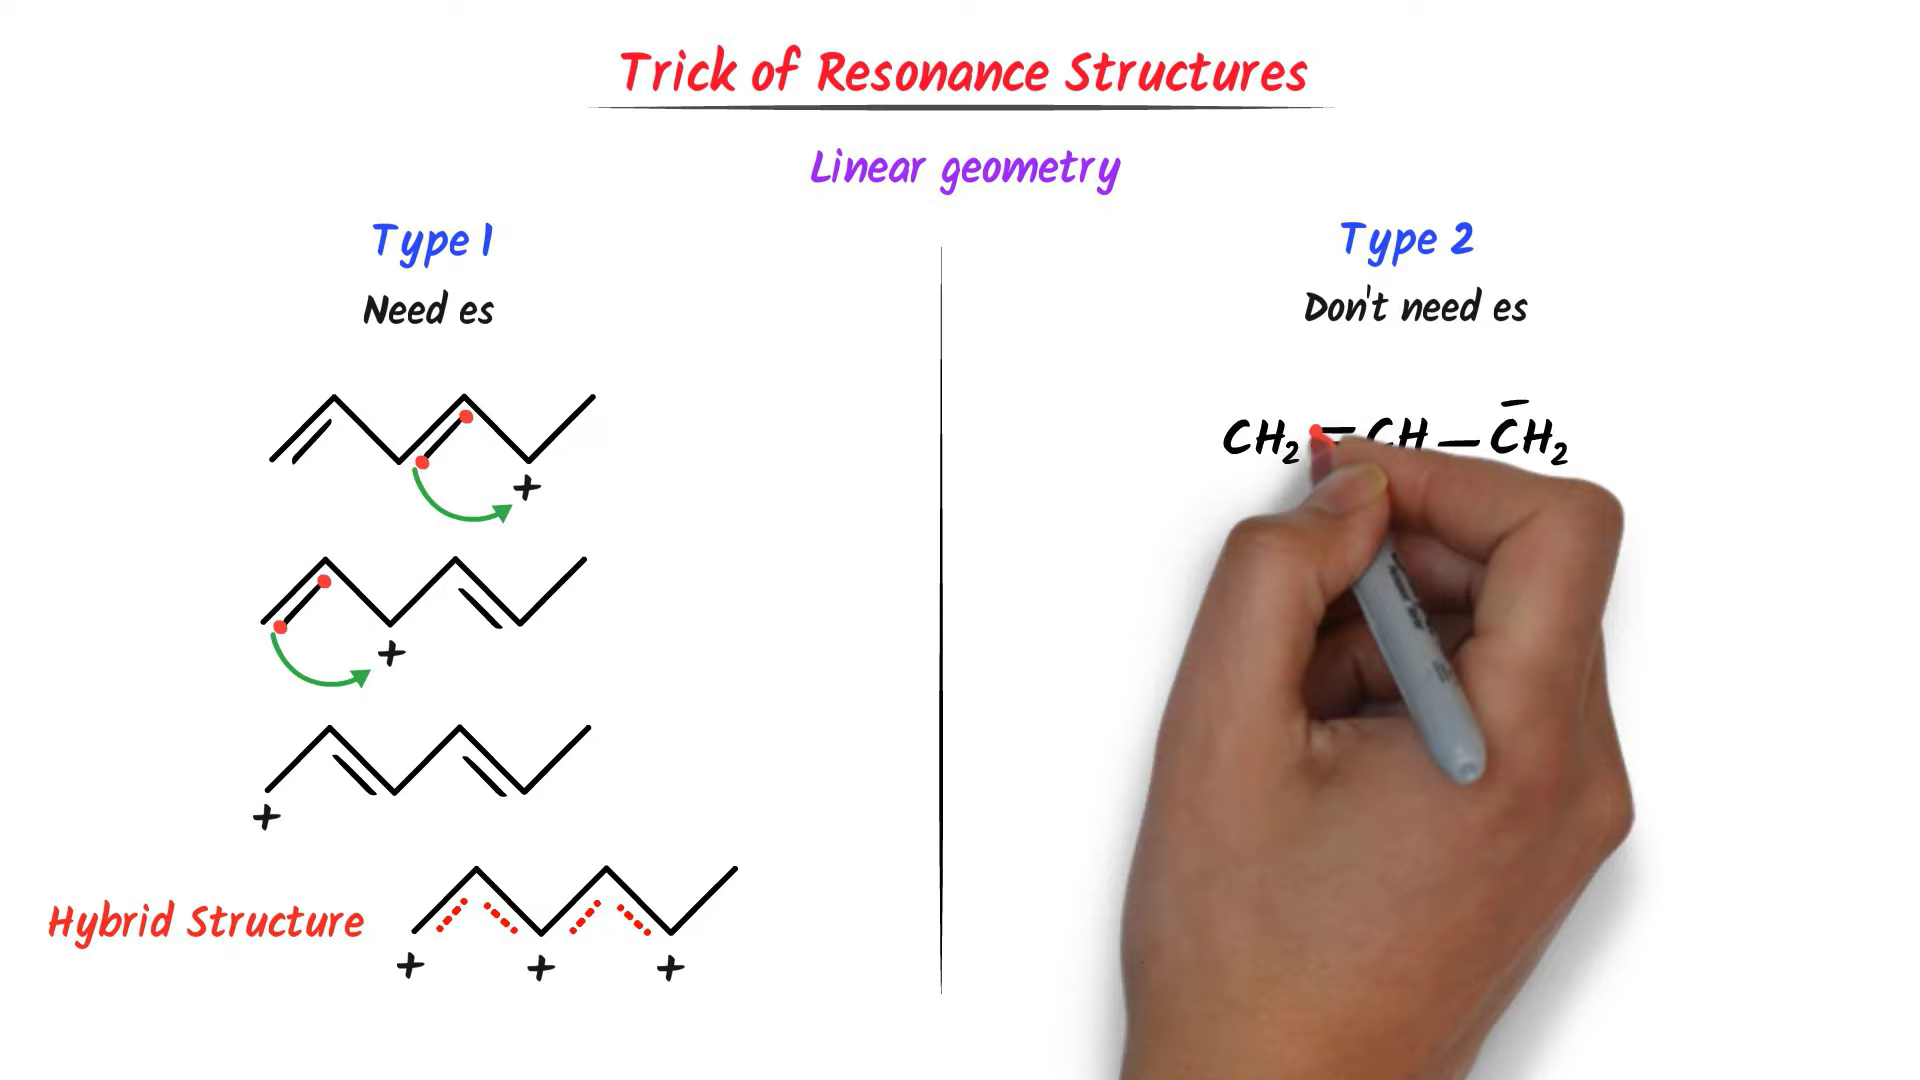 Trick of Resonance Structures
Linear geometry
Type 1
Need es
+
+
+
Hybrid Structure
+ + +
Type 2
Don't need es
CH₂=CH—C̄H₂